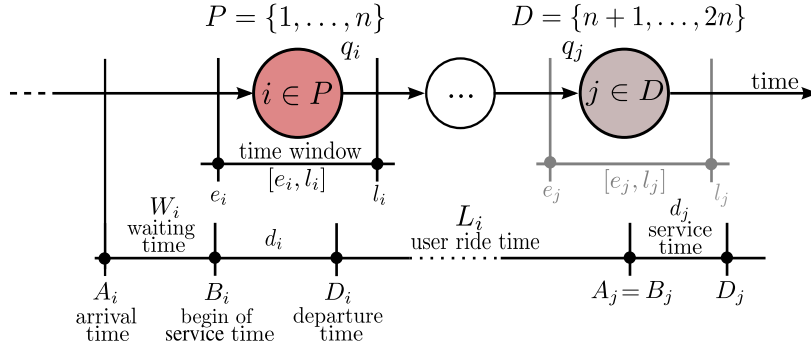 P = {1, . . . , n}
D = {n + 1, . . . , 2n}
q_i
q_j
i ∈ P
...
j ∈ D
time
time window
[e_i, l_i]
e_i
l_i
[e_j, l_j]
e_j
l_j
W_i
waiting
time
d_i
L_i
user ride time
d_j
service
time
A_i
B_i
D_i
A_j = B_j
D_j
arrival
time
begin of
service time
departure
time